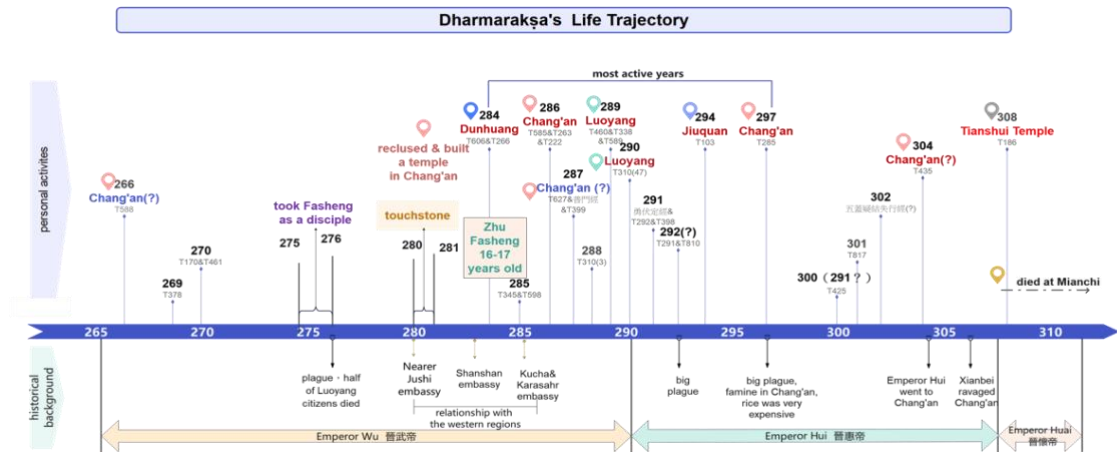 Dharmarakṣa's Life Trajectory
personal activites
most active years
266
Chang'an(?)
T588
269
T378
270
T170&T461
took Fasheng
as a disciple
275
276
reclused & built
a temple
in Chang'an
touchstone
280
281
284
Dunhuang
T606&T266
Zhu
Fasheng
16-17
years old
285
T345&T598
286
Chang'an
T585&T263
&T222
287
Chang'an (?)
T627&普門經
&T399
288
T310(3)
289
Luoyang
T460&T338
&T589
290
Luoyang
T310(47)
291
勇伏定經&
T292&T398
292(?)
T291&T810
294
Jiuquan
T103
297
Chang'an
T285
300（291？）
T425
301
T817
302
304
Chang'an(?)
T435
308
Tianshui Temple
T186
died at Mianchi
265
270
275
280
285
290
295
300
305
310
historical
background
plague · half
of Luoyang
citizens died
Nearer
Jushi
embassy
Shanshan
embassy
Kucha&
Karasahr
embassy
relationship with
the western regions
big
plague
big plague,
famine in Chang'an,
rice was very
expensive
Emperor Hui
went to
Chang'an
Xianbei
ravaged
Chang'an
Emperor Wu 晉武帝
Emperor Hui 晉惠帝
Emperor Huai
晉懷帝